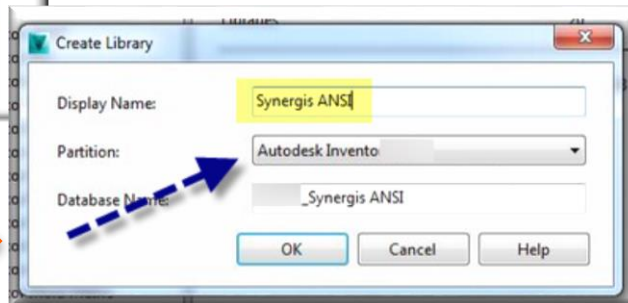 Create Library
Display Name:
Synergis ANSI
Partition:
Autodesk Invento
Database Name:
_Synergis ANSI
OK
Cancel
Help